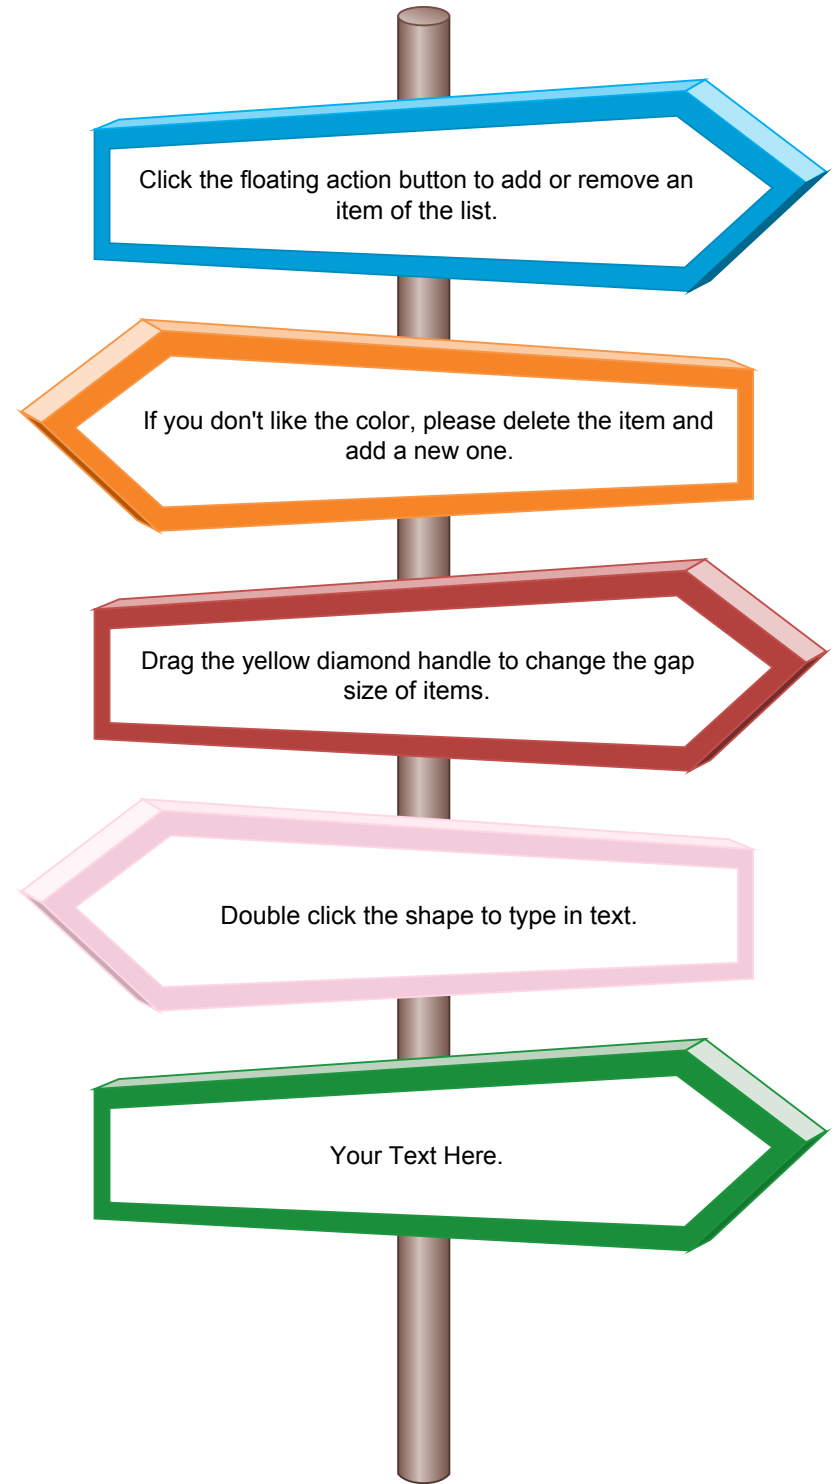 Click the floating action button to add or remove an
item of the list.
If you don't like the color, please delete the item and
add a new one.
Drag the yellow diamond handle to change the gap
size of items.
Double click the shape to type in text.
Your Text Here.